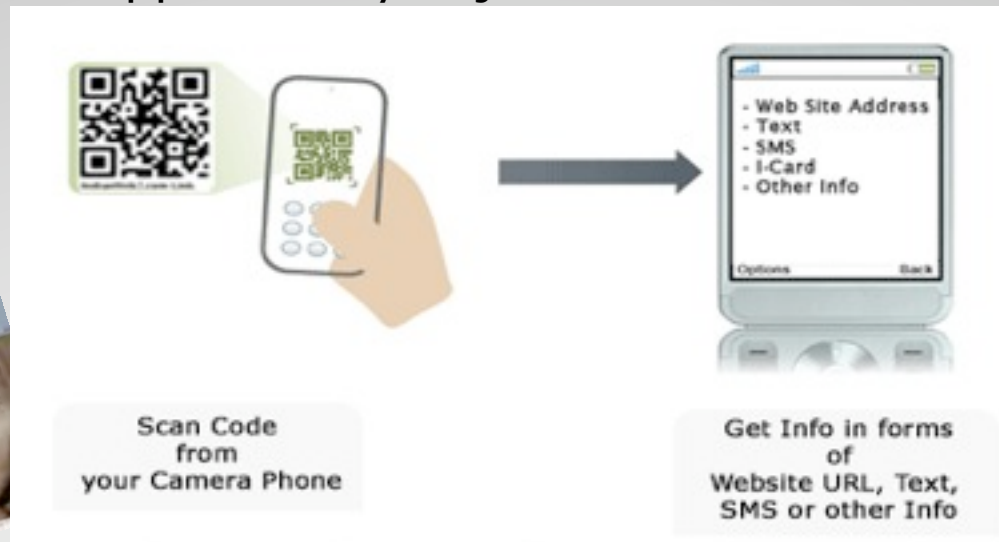 - Web Site Address
- Text
- SMS
- I-Card
- Other Info
Options Back
Scan Code
from
your Camera Phone
Get Info in forms
of
Website URL, Text,
SMS or other Info